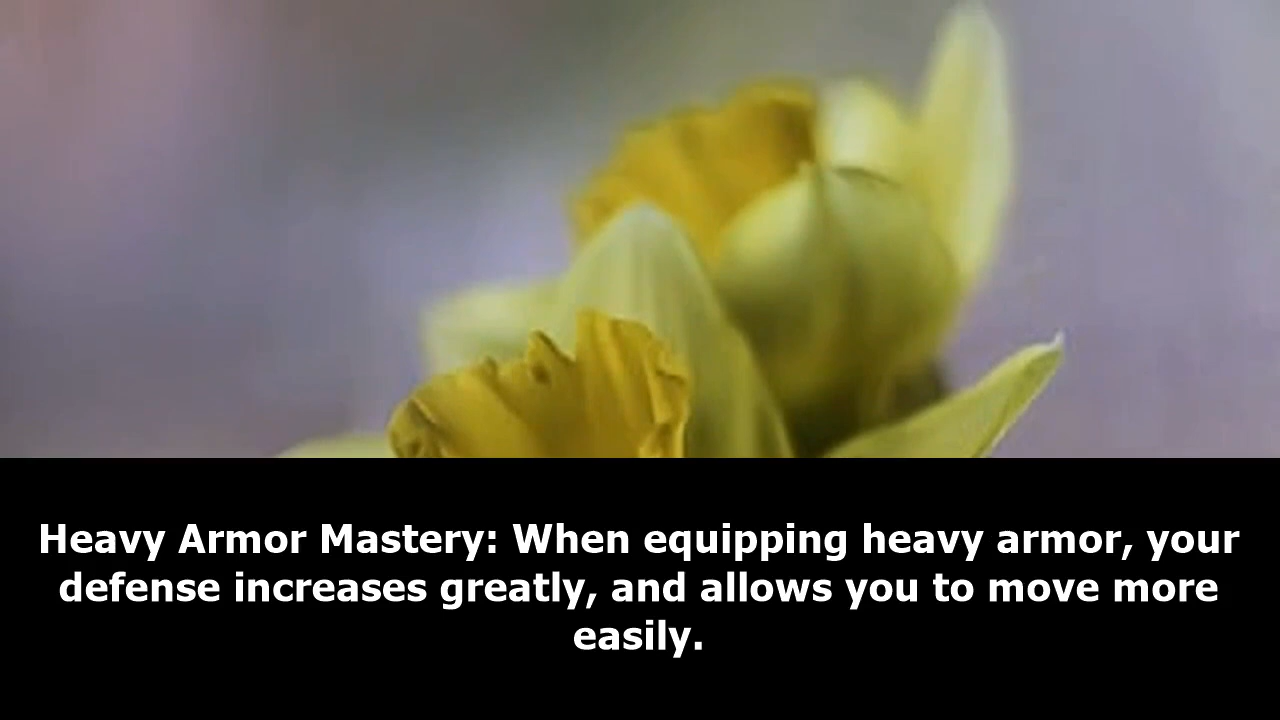 Heavy Armor Mastery: When equipping heavy armor, your
defense increases greatly, and allows you to move more
easily.